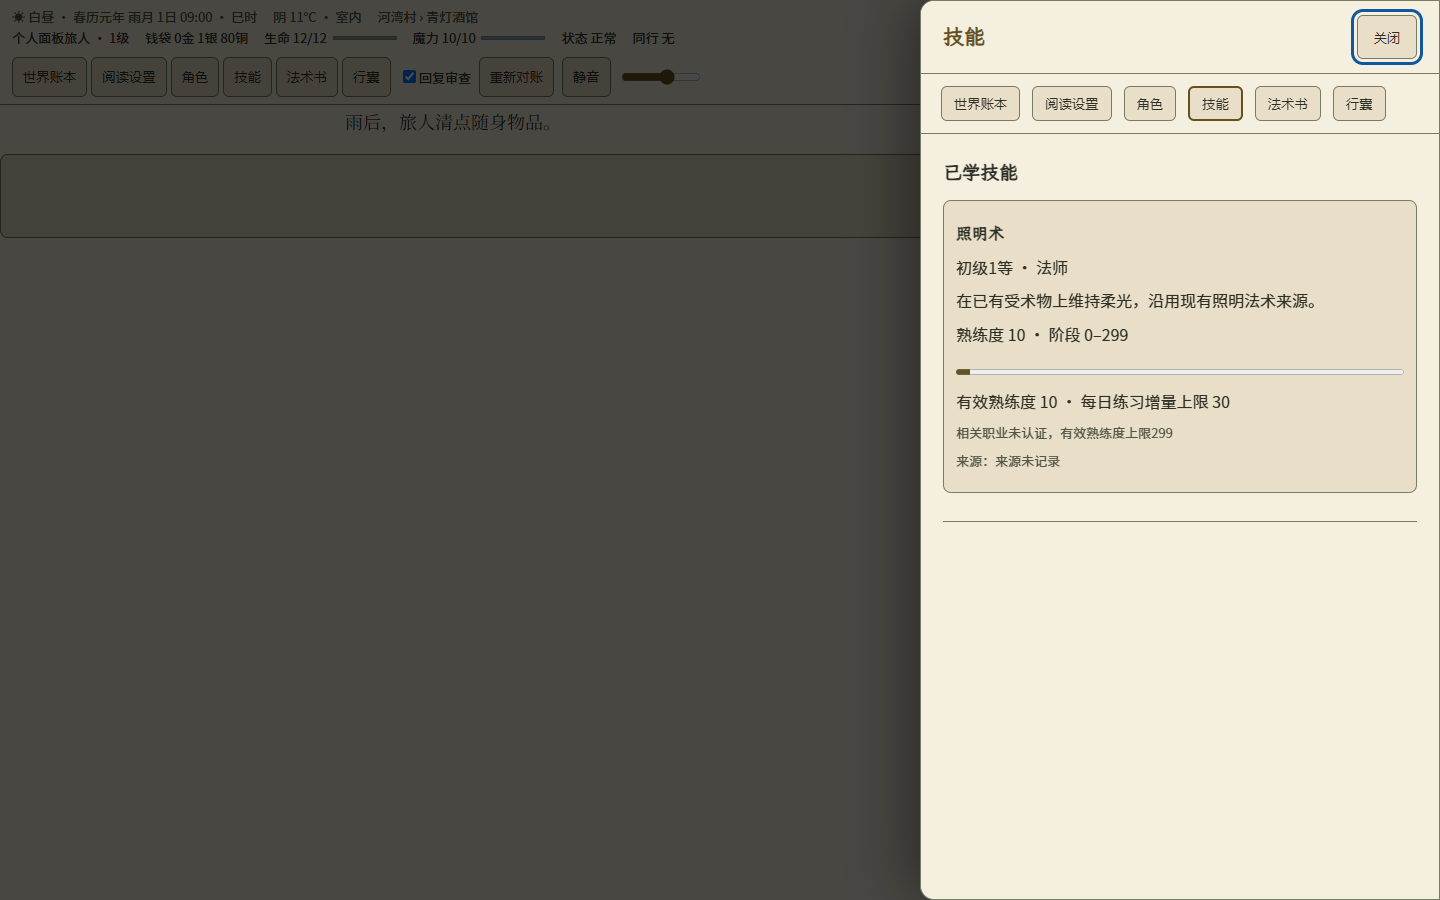 ☀ 白昼 · 春历元年 雨月 1日 09:00 · 巳时 阴 11°C · 室内 河湾村 › 青灯酒馆
个人面板旅人 · 1级 钱袋 0金 1银 80铜 生命 12/12 魔力 10/10 状态 正常 同行 无
世界账本 阅读设置 角色 技能 法术书 行囊 回复审查 重新对账 静音
雨后，旅人清点随身物品。
技能
关闭
世界账本 阅读设置 角色 技能 法术书 行囊
已学技能
照明术
初级1等 · 法师
在已有受术物上维持柔光，沿用现有照明法术来源。
熟练度 10 · 阶段 0–299
有效熟练度 10 · 每日练习增量上限 30
相关职业未认证，有效熟练度上限299
来源：来源未记录